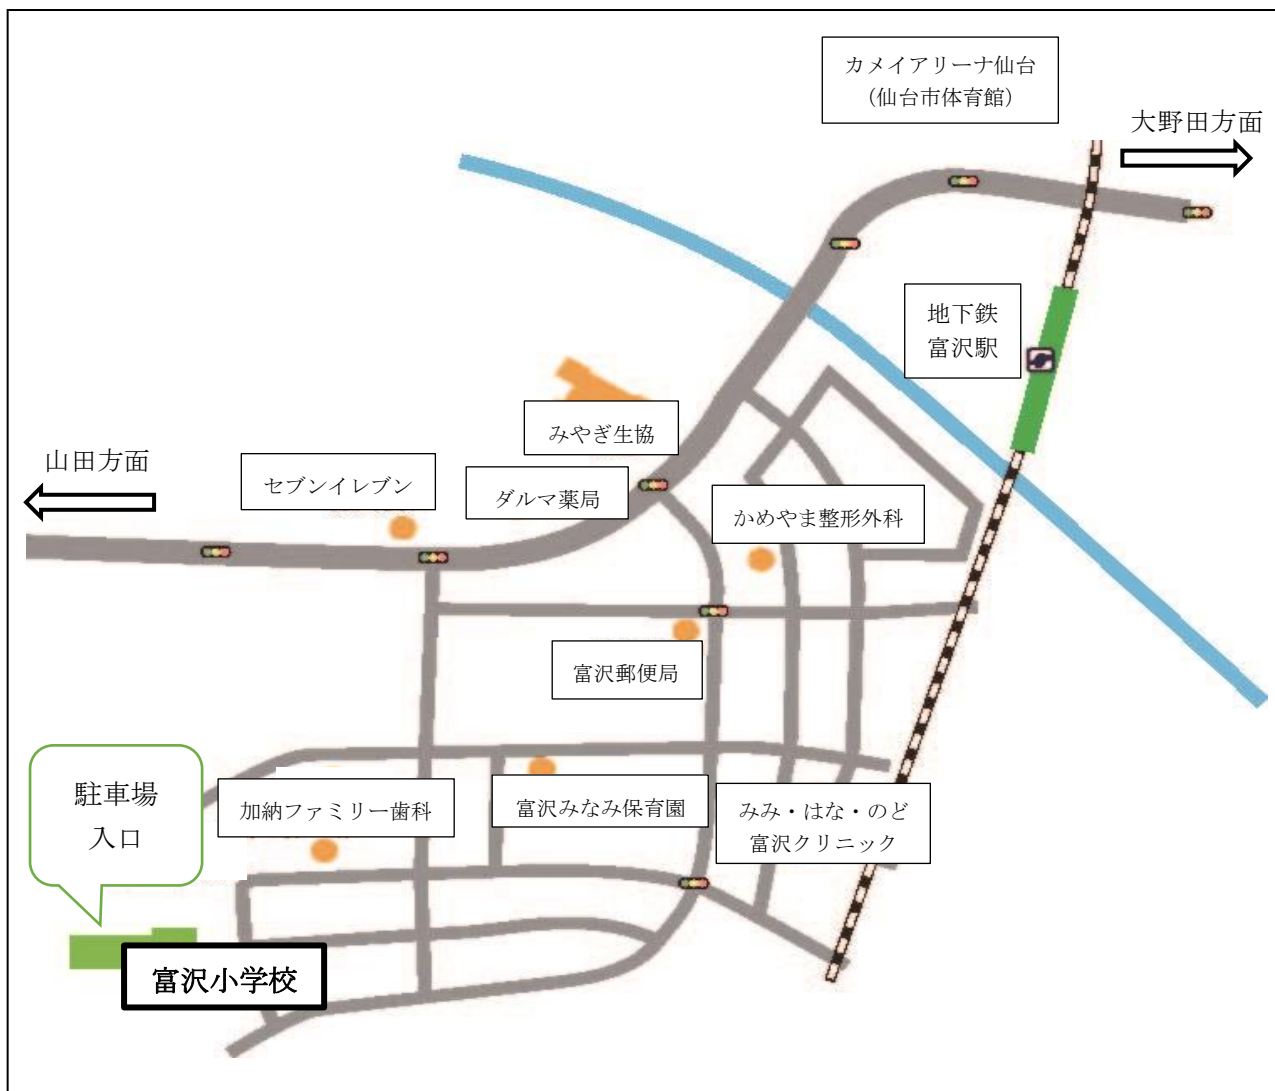 カメイアリーナ仙台
(仙台市体育館)
大野田方面
地下鉄
富沢駅
みやぎ生協
山田方面
セブンイレブン
ダルマ薬局
かめやま整形外科
富沢郵便局
駐車場
入口
加納ファミリー歯科
富沢みなみ保育園
みみ・はな・のど
富沢クリニック
富沢小学校